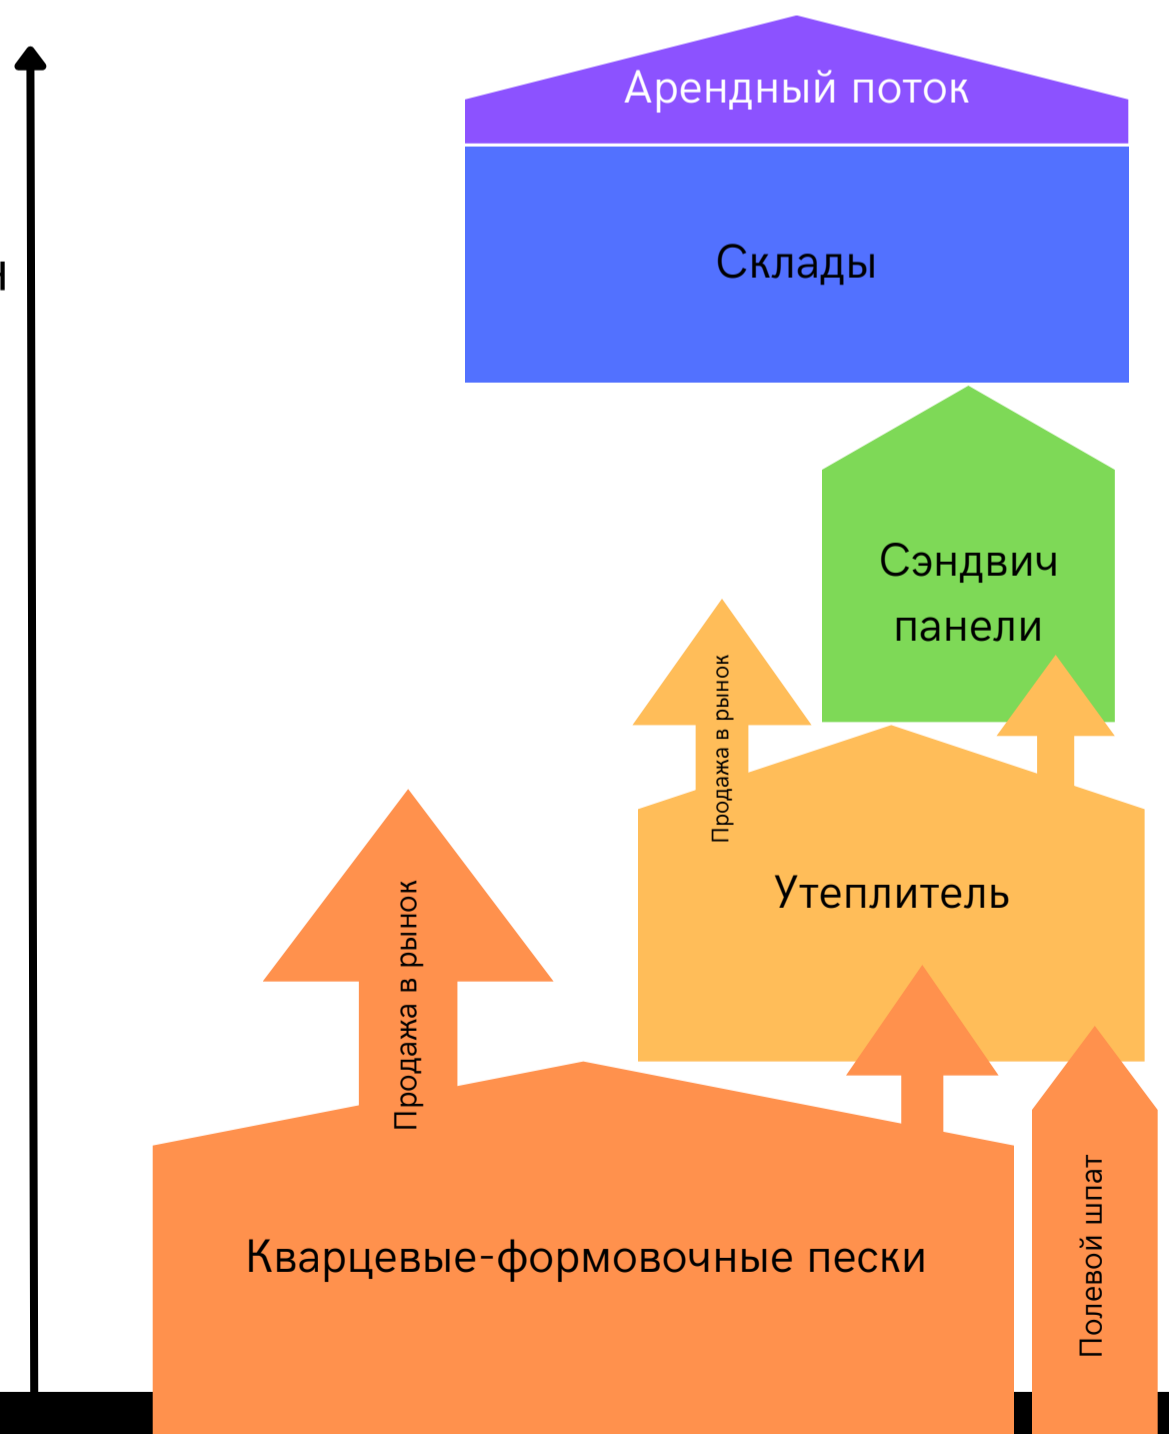 Арендный поток
Склады
Сэндвич
панели
Продажа в рынок
Утеплитель
Продажа в рынок
Кварцевые-формовочные пески
Полевой шпат